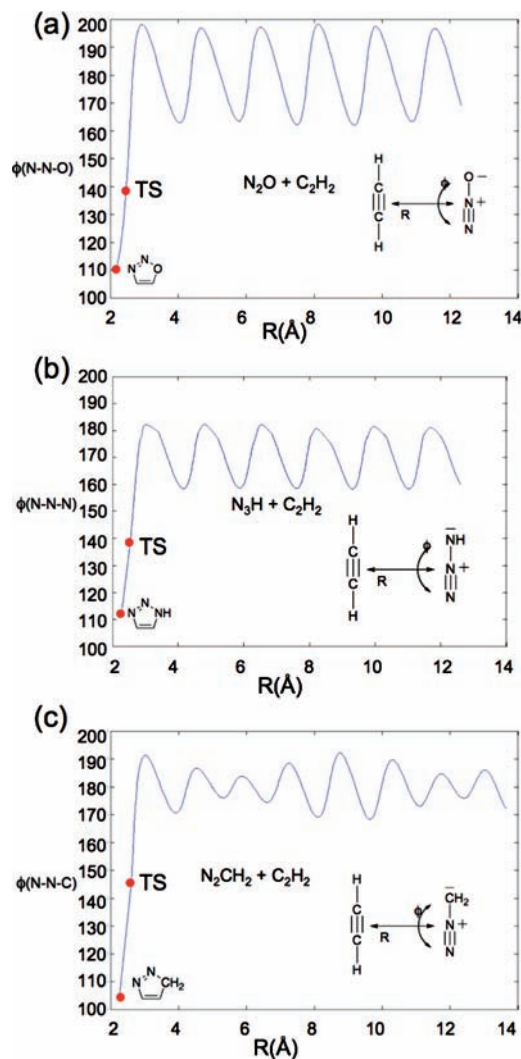 (a)
200
190
180
170
ϕ(N-N-O) 160
150
140
130
120
110
100
TS
N₂O + C₂H₂
H
C
C
H
R
ϕ
O −
N +
N
N N O
2 4 6 8 10 12 14
R(Å)
(b)
200
190
180
170
ϕ(N-N-N)
160
150
140
130
120
110
100
TS
N₃H + C₂H₂
H
C
C
H
R
ϕ
−
NH
N +
N
N N NH
2 4 6 8 10 12 14
R(Å)
(c)
200
190
180
170
160
ϕ(N-N-C) 150
140
130
120
110
100
TS
N₂CH₂ + C₂H₂
H
C
C
H
R
ϕ
−
CH₂
N +
N
N N CH₂
2 4 6 8 10 12 14
R(Å)